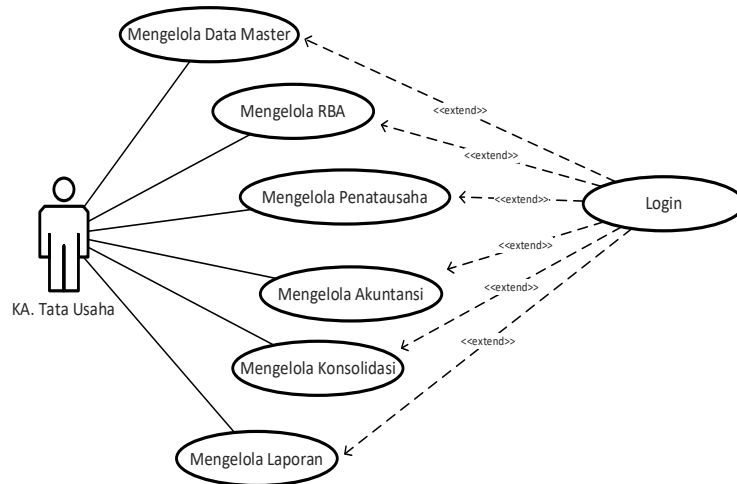 Mengelola Data Master
Mengelola RBA
Mengelola Penatausaha
Mengelola Akuntansi
Mengelola Konsolidasi
Mengelola Laporan
KA. Tata Usaha
Login
<<extend>>
<<extend>>
<<extend>>
<<extend>>
<<extend>>
<<extend>>